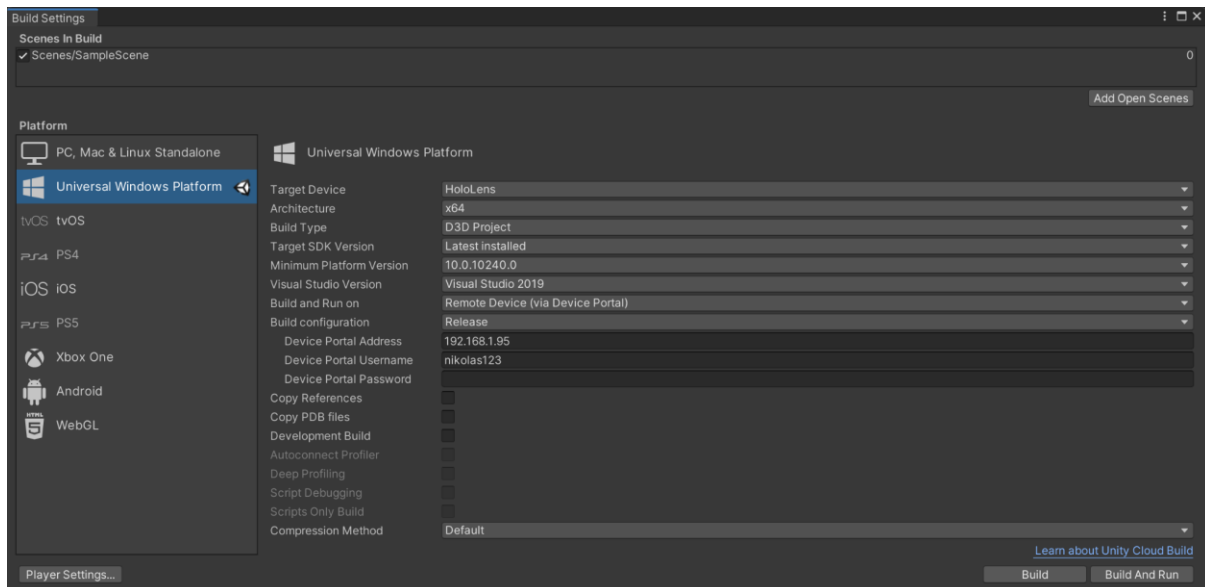 Build Settings
Scenes In Build
Scenes/SampleScene 0
Add Open Scenes
Platform
PC, Mac & Linux Standalone
Universal Windows Platform
tvOS tvOS
PS4 PS4
iOS iOS
PS5 PS5
Xbox One
Android
HTML 5 WebGL
Universal Windows Platform
Target Device HoloLens
Architecture x64
Build Type D3D Project
Target SDK Version Latest installed
Minimum Platform Version 10.0.10240.0
Visual Studio Version Visual Studio 2019
Build and Run on Remote Device (via Device Portal)
Build configuration Release
Device Portal Address 192.168.1.95
Device Portal Username nikolas123
Device Portal Password
Copy References
Copy PDB files
Development Build
Autoconnect Profiler
Deep Profiling
Script Debugging
Scripts Only Build
Compression Method Default
Learn about Unity Cloud Build
Player Settings... Build Build And Run